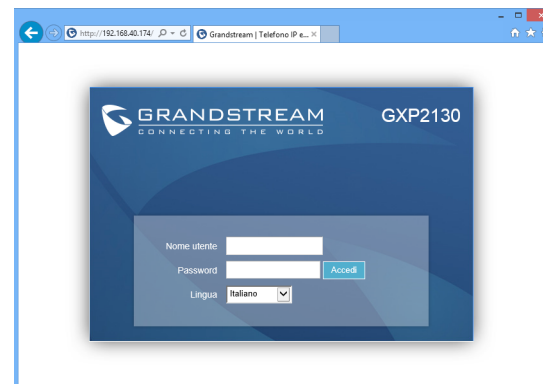 http://192.168.40.174/
Grandstream | Telefono IP e...
GRANDSTREAM
CONNECTING THE WORLD
GXP2130
Nome utente
Password
Accedi
Lingua
Italiano